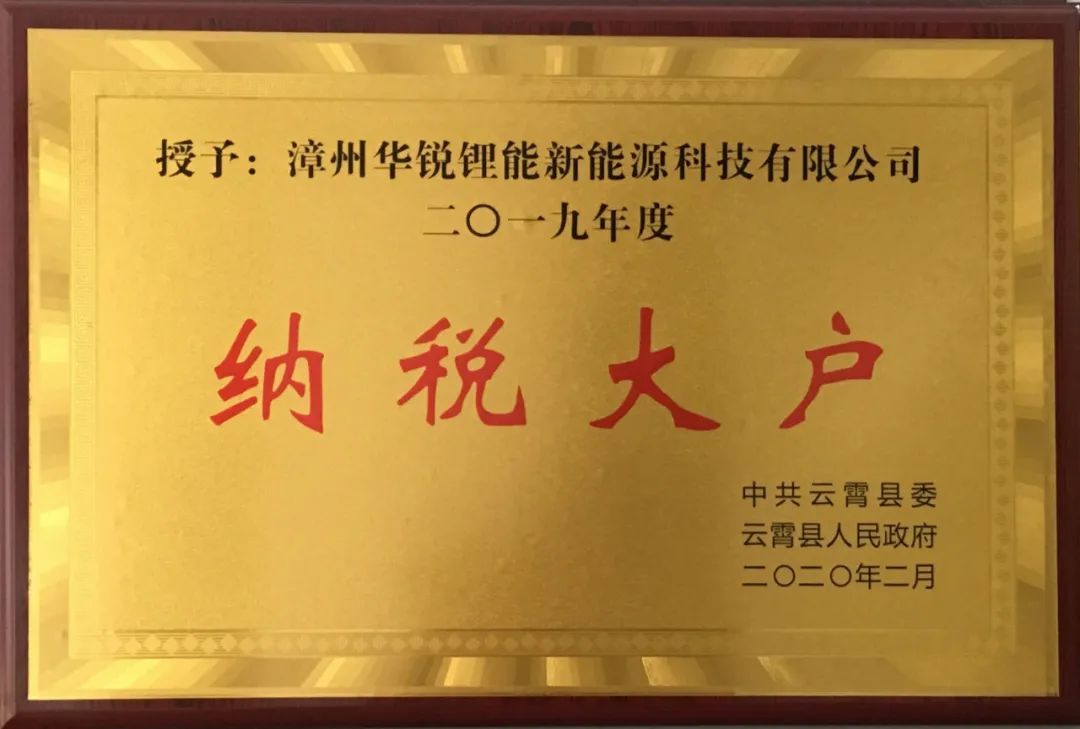 授予：漳州华锐锂能新能源科技有限公司
二〇一九年度
纳税大户
中共云霄县委
云霄县人民政府
二〇二〇年二月